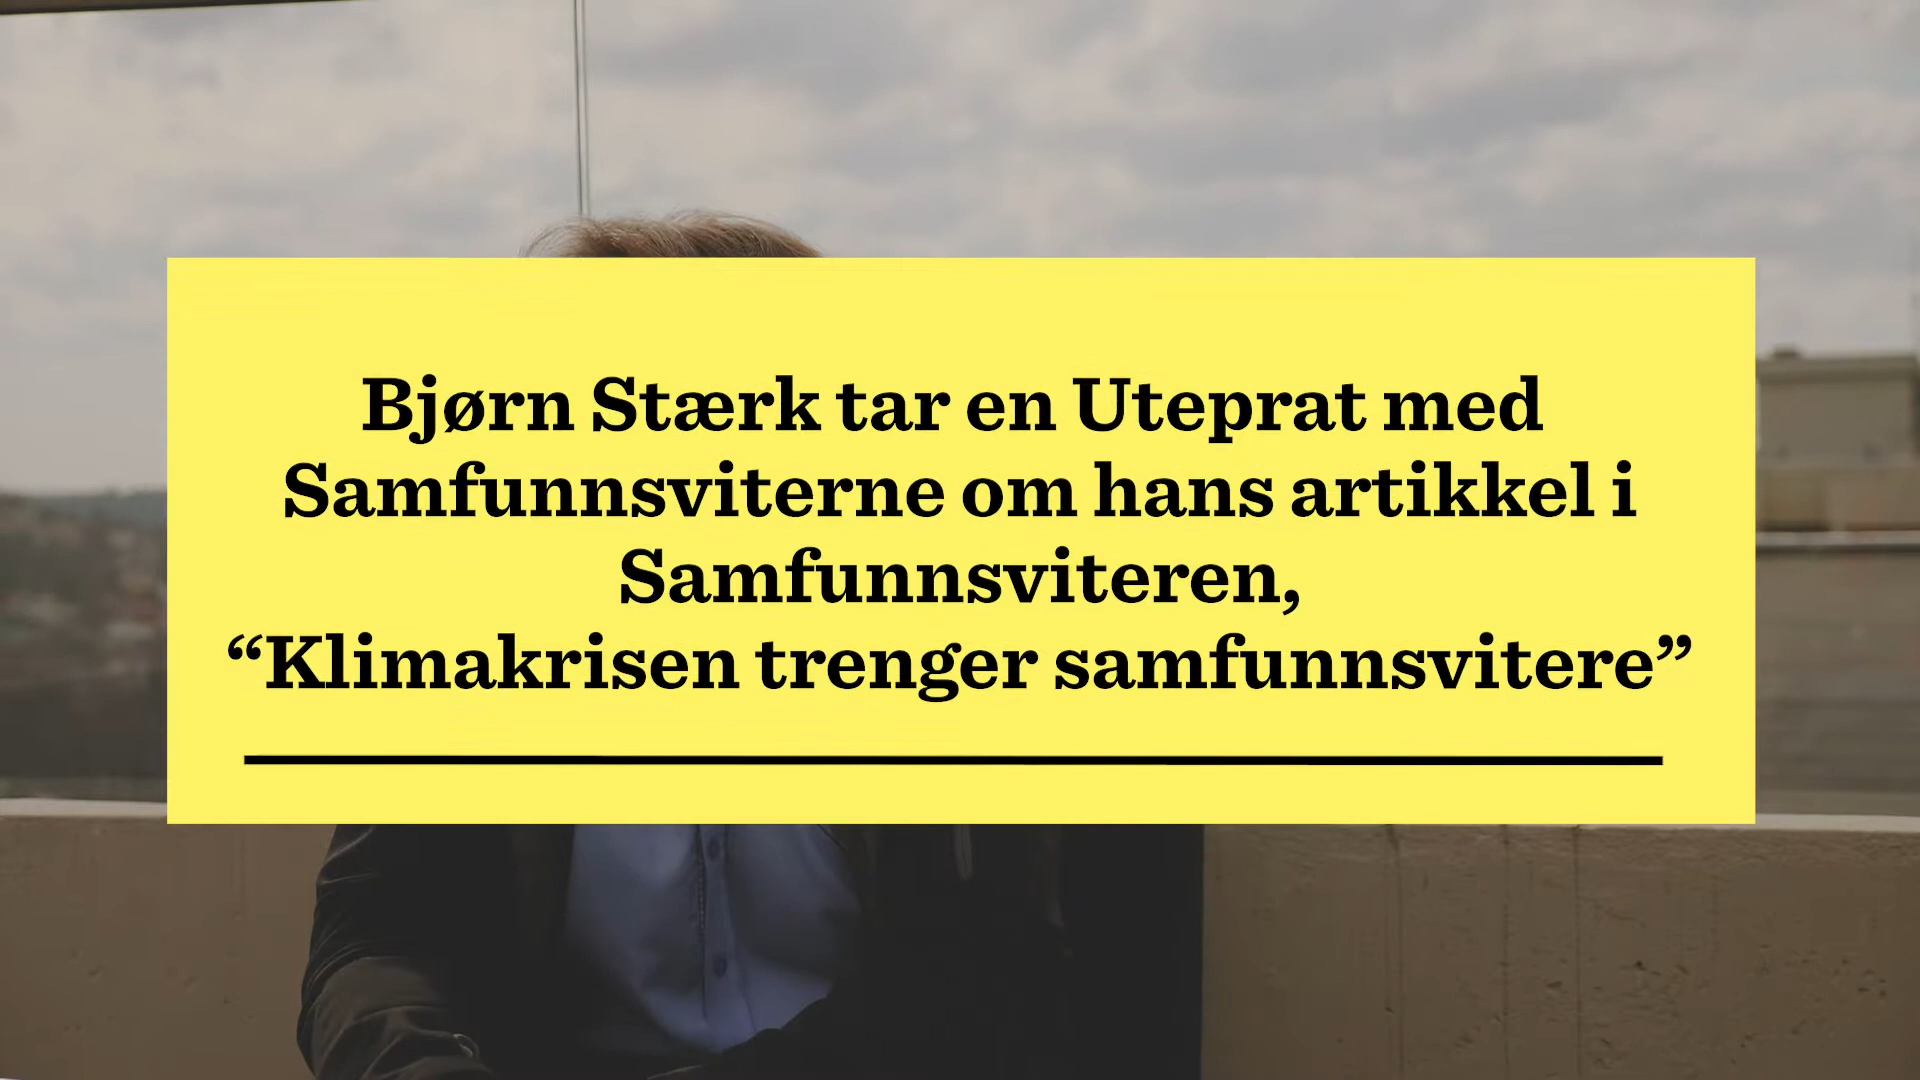 Bjørn Stærk tar en Uteprat med
Samfunnsviterne om hans artikkel i
Samfunnsviteren,
“Klimakrisen trenger samfunnsvitere”